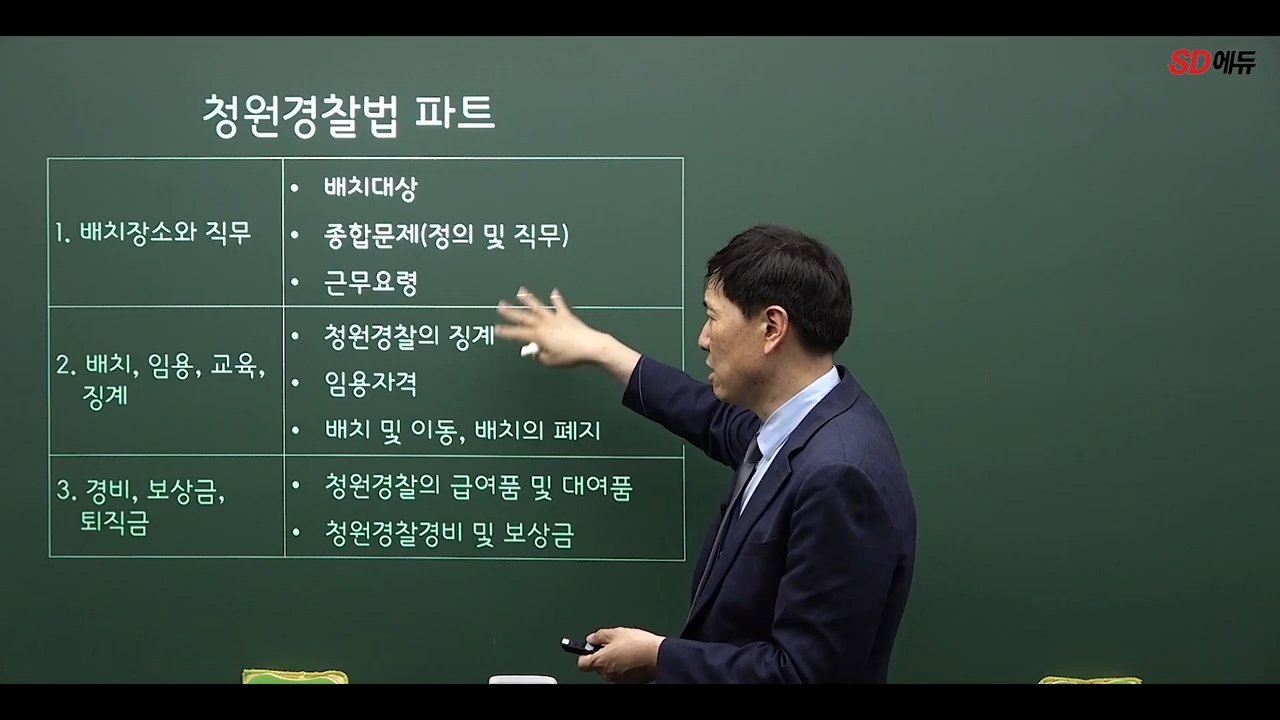 SD에듀
청원경찰법 파트
1. 배치장소와 직무
• 배치대상
• 종합문제(정의 및 직무)
• 근무요령
2. 배치, 임용, 교육,
징계
• 청원경찰의 징계
• 임용자격
• 배치 및 이동, 배치의 폐지
3. 경비, 보상금,
퇴직금
• 청원경찰의 급여품 및 대여품
• 청원경찰경비 및 보상금